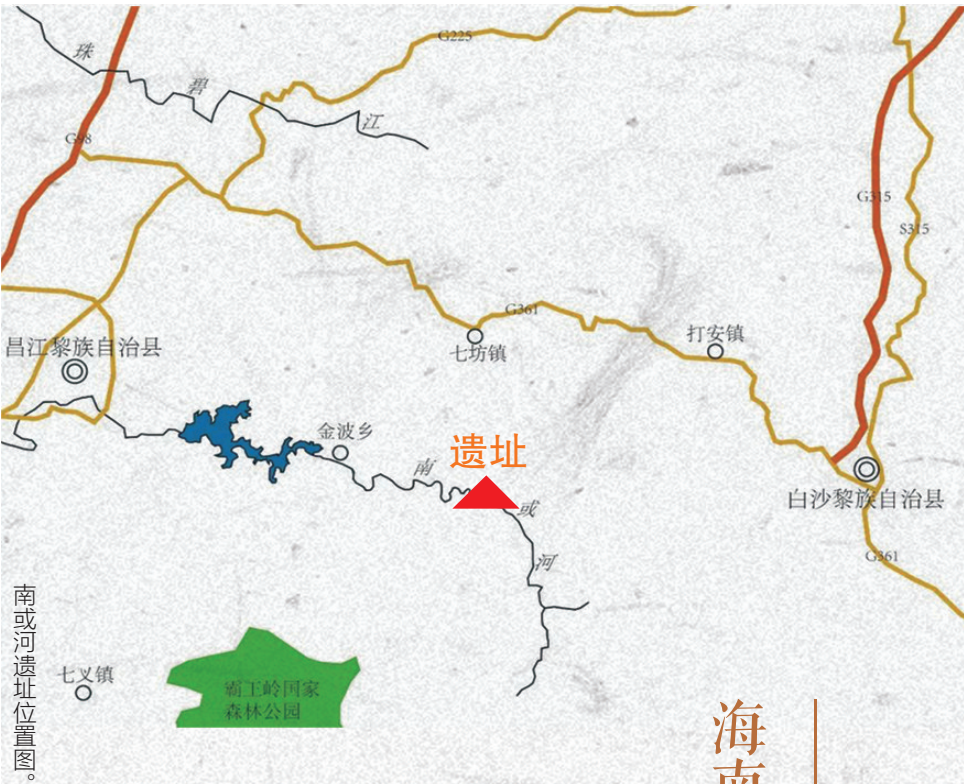 G225
珠碧江
G98
G315
S315
G361
打安镇
昌江黎族自治县
七坊镇
金波乡
遗址
南或河
白沙黎族自治县
G361
七叉镇
霸王岭国家
森林公园
南或河遗址位置图。
海南